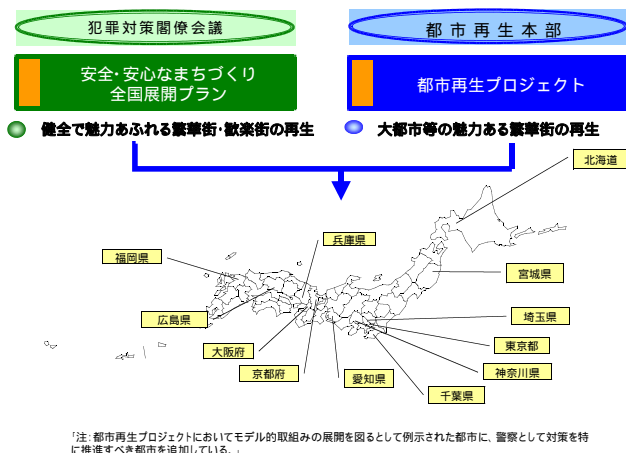 犯罪対策閣僚会議
都市再生本部
安全・安心なまちづくり
全国展開プラン
都市再生プロジェクト
健全で魅力あふれる繁華街・歓楽街の再生
大都市等の魅力ある繁華街の再生
北海道
兵庫県
福岡県
宮城県
広島県
埼玉県
大阪府
東京都
京都府
愛知県
神奈川県
千葉県
「注：都市再生プロジェクトにおいてモデル的取組みの展開を図るとして例示された都市に、警察として対策を特
に推進すべき都市を追加している。」